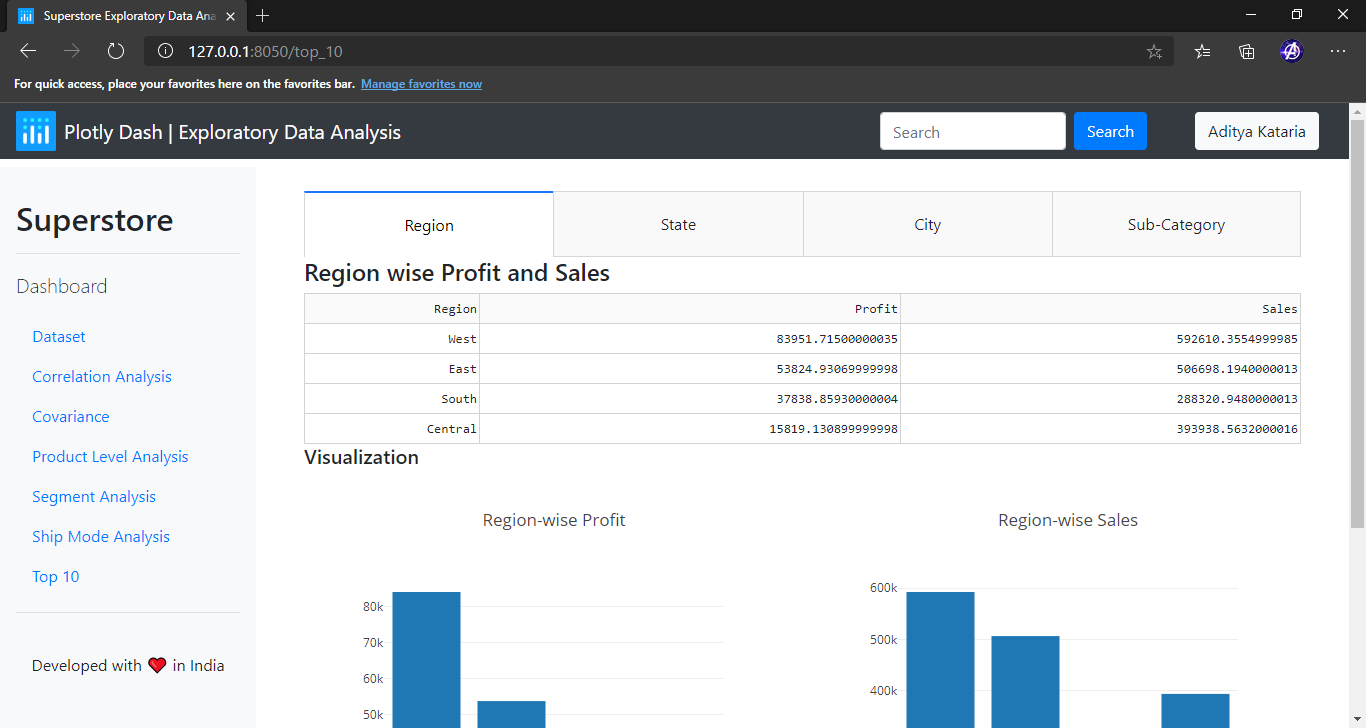 Superstore Exploratory Data Ana
127.0.0.1:8050/top_10
For quick access, place your favorites here on the favorites bar. Manage favorites now
Plotly Dash | Exploratory Data Analysis Search Search Aditya Kataria
Superstore
Dashboard
Dataset
Correlation Analysis
Covariance
Product Level Analysis
Segment Analysis
Ship Mode Analysis
Top 10
Developed with ❤ in India
Region State City Sub-Category
Region wise Profit and Sales
Region Profit Sales
West 83951.71500000035 592610.3554999985
East 53824.93069999998 506698.1940000013
South 37838.85930000004 288320.9480000013
Central 15819.130899999998 393938.5632000016
Visualization
Region-wise Profit
80k
70k
60k
50k
Region-wise Sales
600k
500k
400k